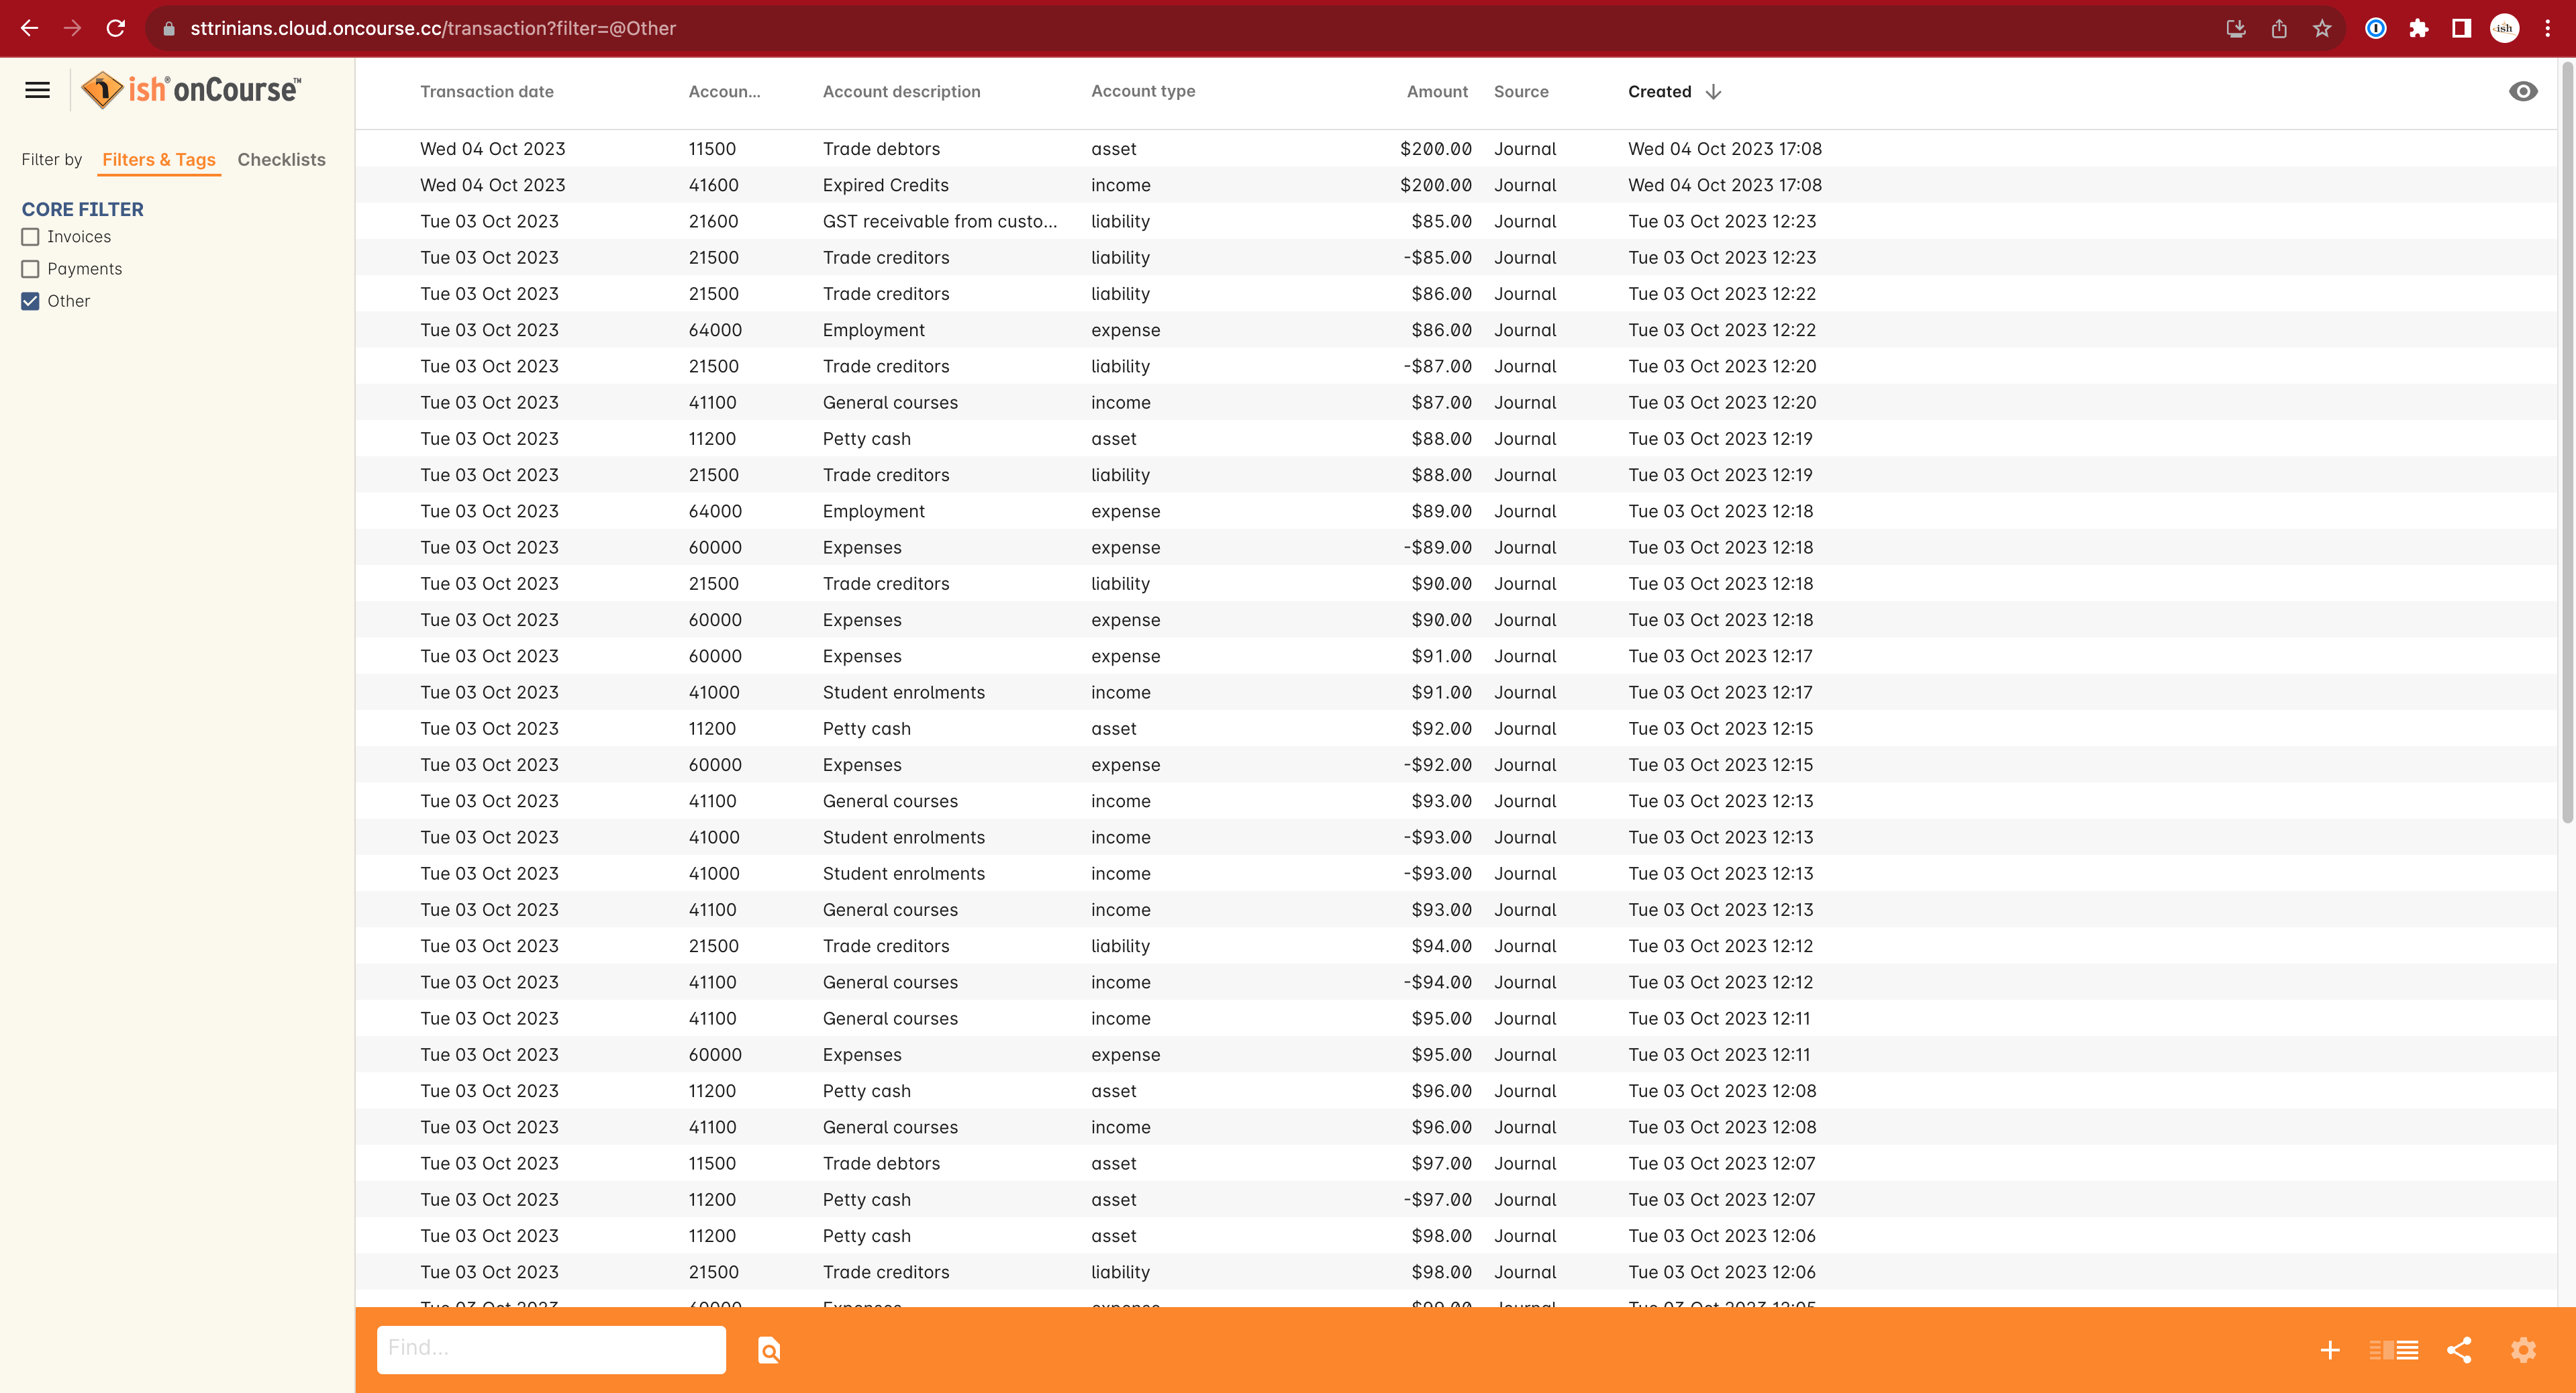 sttrinians.cloud.oncourse.cc/transaction?filter=@Other
ish
ish® onCourse™
Filter by Filters & Tags Checklists
CORE FILTER
Invoices
Payments
Other
Transaction date Accoun... Account description Account type Amount Source Created
Wed 04 Oct 2023 11500 Trade debtors asset $200.00 Journal Wed 04 Oct 2023 17:08
Wed 04 Oct 2023 41600 Expired Credits income $200.00 Journal Wed 04 Oct 2023 17:08
Tue 03 Oct 2023 21600 GST receivable from custo... liability $85.00 Journal Tue 03 Oct 2023 12:23
Tue 03 Oct 2023 21500 Trade creditors liability -$85.00 Journal Tue 03 Oct 2023 12:23
Tue 03 Oct 2023 21500 Trade creditors liability $86.00 Journal Tue 03 Oct 2023 12:22
Tue 03 Oct 2023 64000 Employment expense $86.00 Journal Tue 03 Oct 2023 12:22
Tue 03 Oct 2023 21500 Trade creditors liability -$87.00 Journal Tue 03 Oct 2023 12:20
Tue 03 Oct 2023 41100 General courses income $87.00 Journal Tue 03 Oct 2023 12:20
Tue 03 Oct 2023 11200 Petty cash asset $88.00 Journal Tue 03 Oct 2023 12:19
Tue 03 Oct 2023 21500 Trade creditors liability $88.00 Journal Tue 03 Oct 2023 12:19
Tue 03 Oct 2023 64000 Employment expense $89.00 Journal Tue 03 Oct 2023 12:18
Tue 03 Oct 2023 60000 Expenses expense -$89.00 Journal Tue 03 Oct 2023 12:18
Tue 03 Oct 2023 21500 Trade creditors liability $90.00 Journal Tue 03 Oct 2023 12:18
Tue 03 Oct 2023 60000 Expenses expense $90.00 Journal Tue 03 Oct 2023 12:18
Tue 03 Oct 2023 60000 Expenses expense $91.00 Journal Tue 03 Oct 2023 12:17
Tue 03 Oct 2023 41000 Student enrolments income $91.00 Journal Tue 03 Oct 2023 12:17
Tue 03 Oct 2023 11200 Petty cash asset $92.00 Journal Tue 03 Oct 2023 12:15
Tue 03 Oct 2023 60000 Expenses expense -$92.00 Journal Tue 03 Oct 2023 12:15
Tue 03 Oct 2023 41100 General courses income $93.00 Journal Tue 03 Oct 2023 12:13
Tue 03 Oct 2023 41000 Student enrolments income -$93.00 Journal Tue 03 Oct 2023 12:13
Tue 03 Oct 2023 41000 Student enrolments income -$93.00 Journal Tue 03 Oct 2023 12:13
Tue 03 Oct 2023 41100 General courses income $93.00 Journal Tue 03 Oct 2023 12:13
Tue 03 Oct 2023 21500 Trade creditors liability $94.00 Journal Tue 03 Oct 2023 12:12
Tue 03 Oct 2023 41100 General courses income -$94.00 Journal Tue 03 Oct 2023 12:12
Tue 03 Oct 2023 41100 General courses income $95.00 Journal Tue 03 Oct 2023 12:11
Tue 03 Oct 2023 60000 Expenses expense $95.00 Journal Tue 03 Oct 2023 12:11
Tue 03 Oct 2023 11200 Petty cash asset $96.00 Journal Tue 03 Oct 2023 12:08
Tue 03 Oct 2023 41100 General courses income $96.00 Journal Tue 03 Oct 2023 12:08
Tue 03 Oct 2023 11500 Trade debtors asset $97.00 Journal Tue 03 Oct 2023 12:07
Tue 03 Oct 2023 11200 Petty cash asset -$97.00 Journal Tue 03 Oct 2023 12:07
Tue 03 Oct 2023 11200 Petty cash asset $98.00 Journal Tue 03 Oct 2023 12:06
Tue 03 Oct 2023 21500 Trade creditors liability $98.00 Journal Tue 03 Oct 2023 12:06
Tue 03 Oct 2023 60000 Expenses expense $99.00 Journal Tue 03 Oct 2023 12:05
Find...